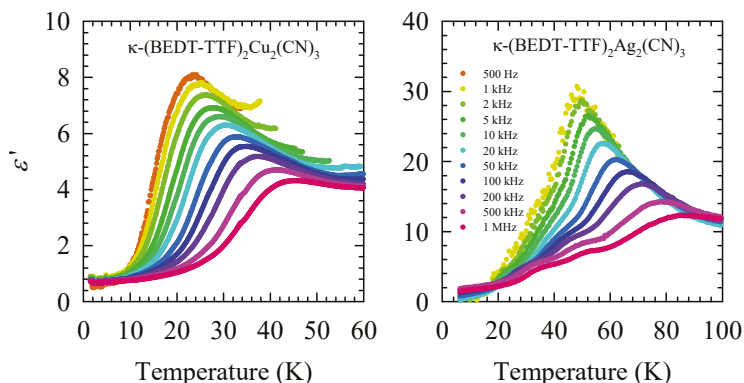 κ-(BEDT-TTF)₂Cu₂(CN)₃
ε'
10
8
6
4
2
0
0 10 20 30 40 50 60
Temperature (K)
κ-(BEDT-TTF)₂Ag₂(CN)₃
40
30
20
10
0
500 Hz
1 kHz
2 kHz
5 kHz
10 kHz
20 kHz
50 kHz
100 kHz
200 kHz
500 kHz
1 MHz
0 20 40 60 80 100
Temperature (K)